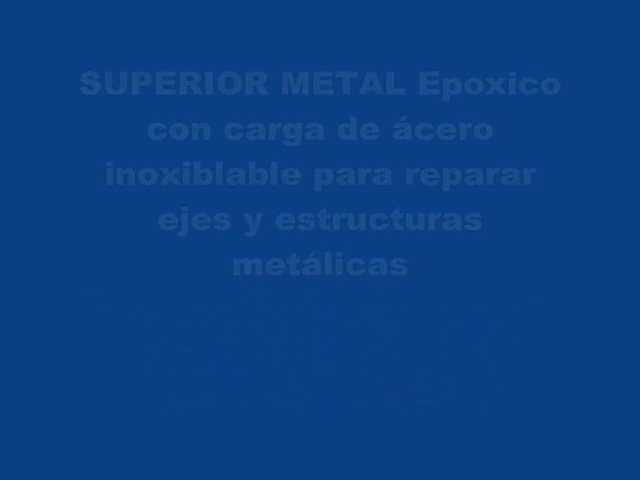 SUPERIOR METAL Epoxico
con carga de ácero
inoxiblable para reparar
ejes y estructuras
metálicas